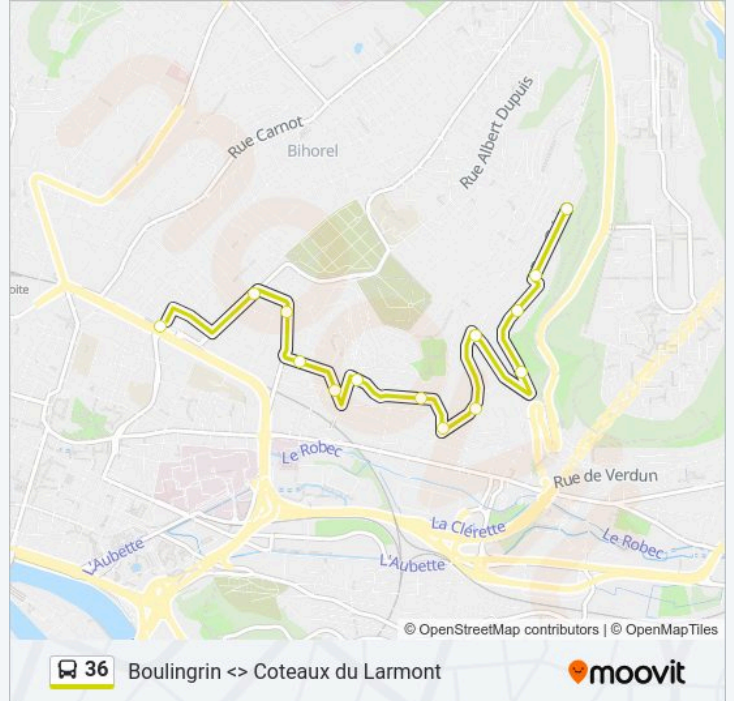 Rue Carnot
Bihorel
Rue Albert Dupuis
oite
Le Robec
Rue de Verdun
La Clérette
Le Robec
L'Aubette
L'Aubette
© OpenStreetMap contributors | © OpenMapTiles
36 Boulingrin <> Coteaux du Larmont
moovit